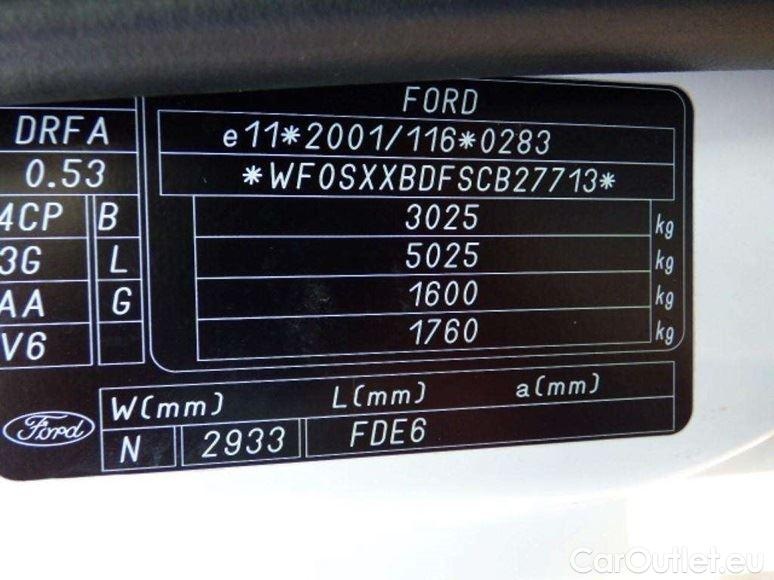 FORD
DRFA e11*2001/116*0283
0.53 *WF0SXXBDFSCB27713*
4CP B 3025 kg
3G L 5025 kg
AA G 1600 kg
V6 1760 kg
W(mm) L(mm) a(mm)
Ford N 2933 FDE6
CarOutlet.eu